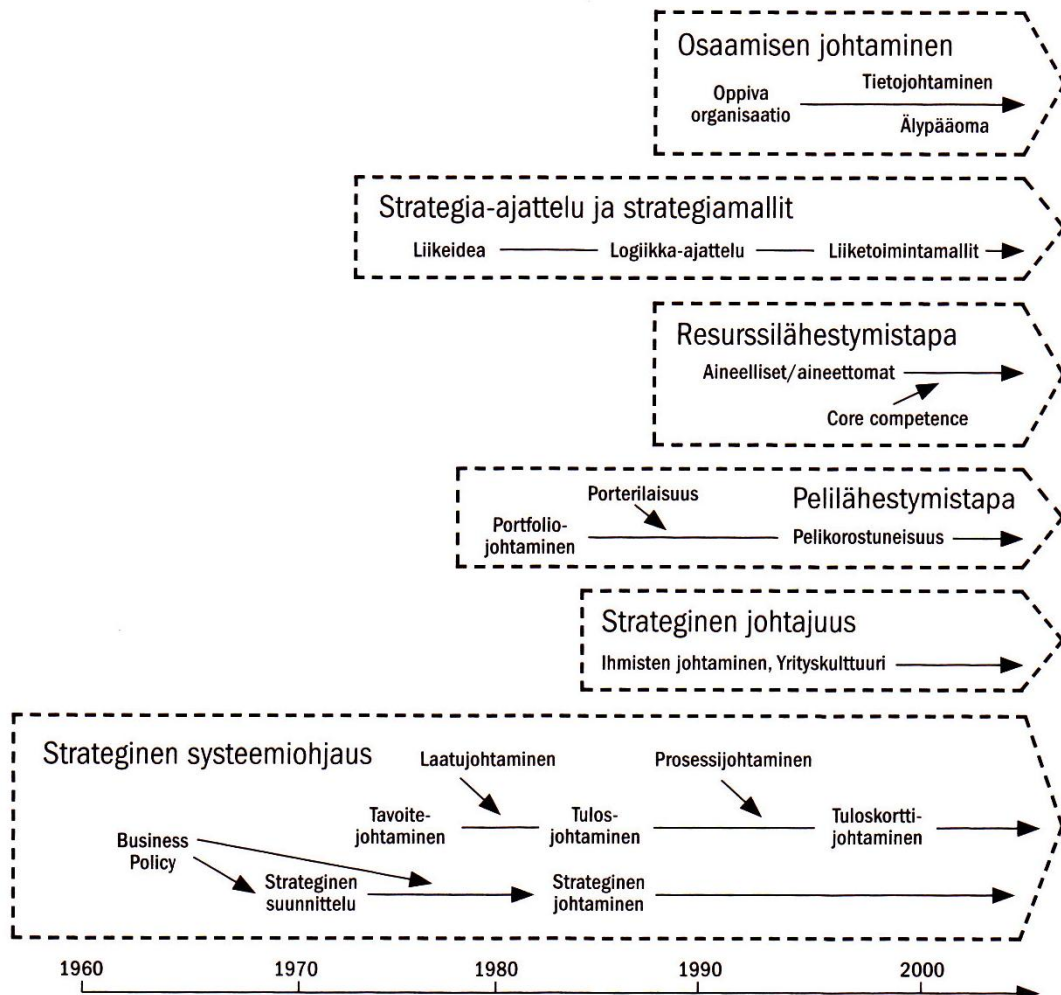 Osaamisen johtaminen
Tietojohtaminen
Oppiva
organisaatio
Älypääoma
Strategia-ajattelu ja strategiamallit
Liikeidea
Logiikka-ajattelu
Liiketoimintamallit
Resurssilähestymistapa
Aineelliset/aineettomat
Core competence
Porterilaisuus
Pelilähestymistapa
Portfolio-
johtaminen
Pelikorostuneisuus
Strateginen johtajuus
Ihmisten johtaminen, Yrityskulttuuri
Strateginen systeemiohjaus
Laatujohtaminen
Prosessijohtaminen
Tavoite-
johtaminen
Tulos-
johtaminen
Tuloskortti-
johtaminen
Business
Policy
Strateginen
suunnittelu
Strateginen
johtaminen
1960 1970 1980 1990 2000